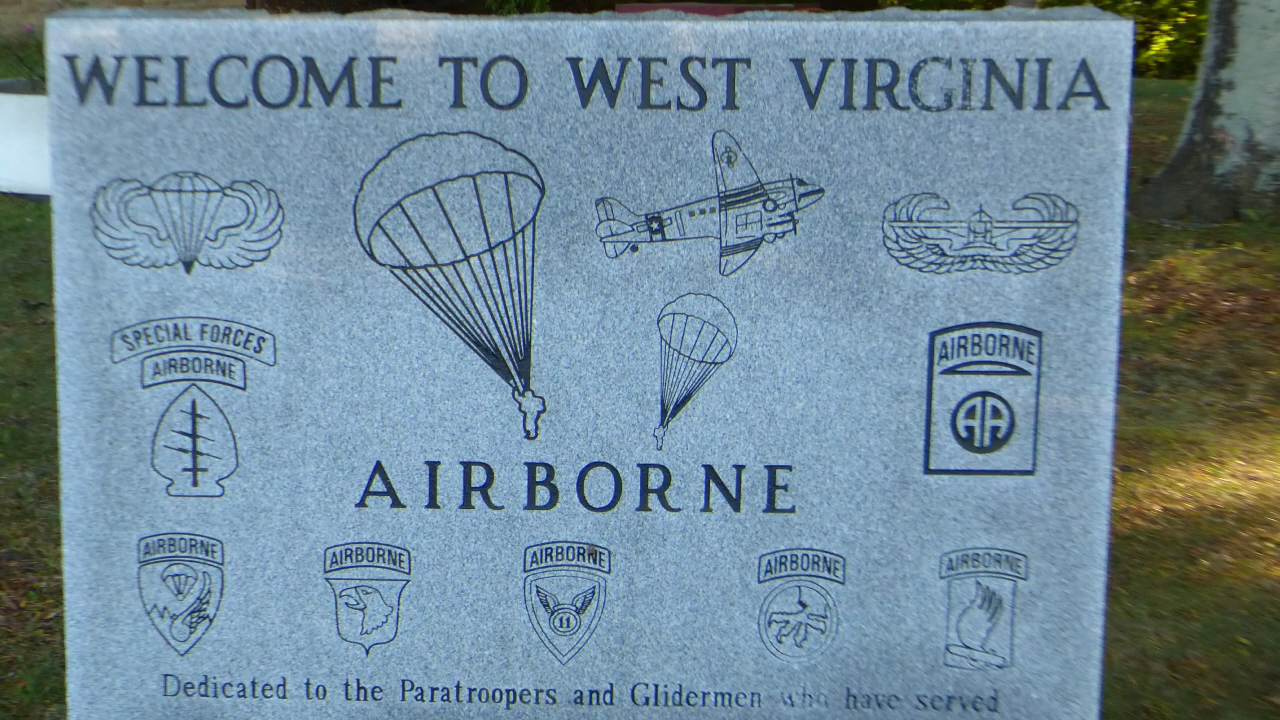 WELCOME TO WEST VIRGINIA
SPECIAL FORCES
AIRBORNE
AIRBORNE
AA
AIRBORNE
AIRBORNE
AIRBORNE
AIRBORNE
11
AIRBORNE
AIRBORNE
Dedicated to the Paratroopers and Glidermen who have served